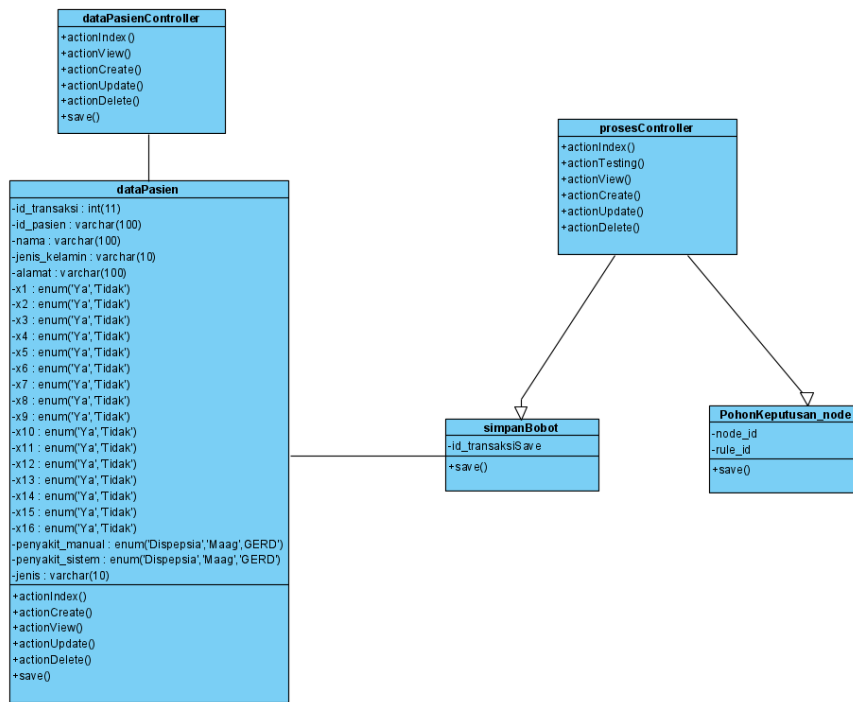 dataPasienController
+actionIndex()
+actionView()
+actionCreate()
+actionUpdate()
+actionDelete()
+save()
dataPasien
-id_transaksi : int(11)
-id_pasien : varchar(100)
-nama : varchar(100)
-jenis_kelamin : varchar(10)
-alamat : varchar(100)
-x1 : enum('Ya','Tidak')
-x2 : enum('Ya','Tidak')
-x3 : enum('Ya','Tidak')
-x4 : enum('Ya','Tidak')
-x5 : enum('Ya','Tidak')
-x6 : enum('Ya','Tidak')
-x7 : enum('Ya','Tidak')
-x8 : enum('Ya','Tidak')
-x9 : enum('Ya','Tidak')
-x10 : enum('Ya','Tidak')
-x11 : enum('Ya','Tidak')
-x12 : enum('Ya','Tidak')
-x13 : enum('Ya','Tidak')
-x14 : enum('Ya','Tidak')
-x15 : enum('Ya','Tidak')
-x16 : enum('Ya','Tidak')
-penyakit_manual : enum('Dispepsia','Maag',GERD')
-penyakit_sistem : enum('Dispepsia','Maag','GERD')
-jenis : varchar(10)
+actionIndex()
+actionCreate()
+actionView()
+actionUpdate()
+actionDelete()
+save()
prosesController
+actionIndex()
+actionTesting()
+actionView()
+actionCreate()
+actionUpdate()
+actionDelete()
simpanBobot
-id_transaksiSave
+save()
PohonKeputusan_node
-node_id
-rule_id
+save()